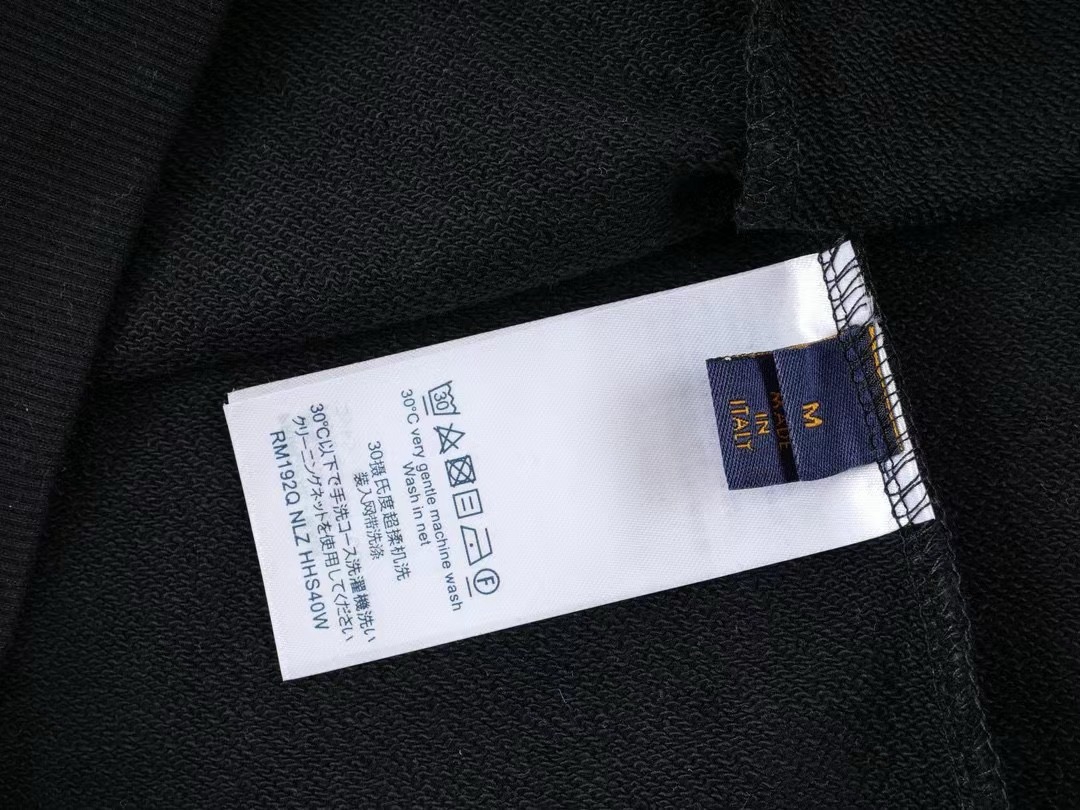 30
F
30°C very gentle machine wash
Wash in net
30摄氏度超揉机洗
装入网带洗涤
30°C以下で手洗コース洗濯機洗い
クリーニングネットを使用してください
RM192Q NLZ HHS40W
M
MADE
IN
ITALY